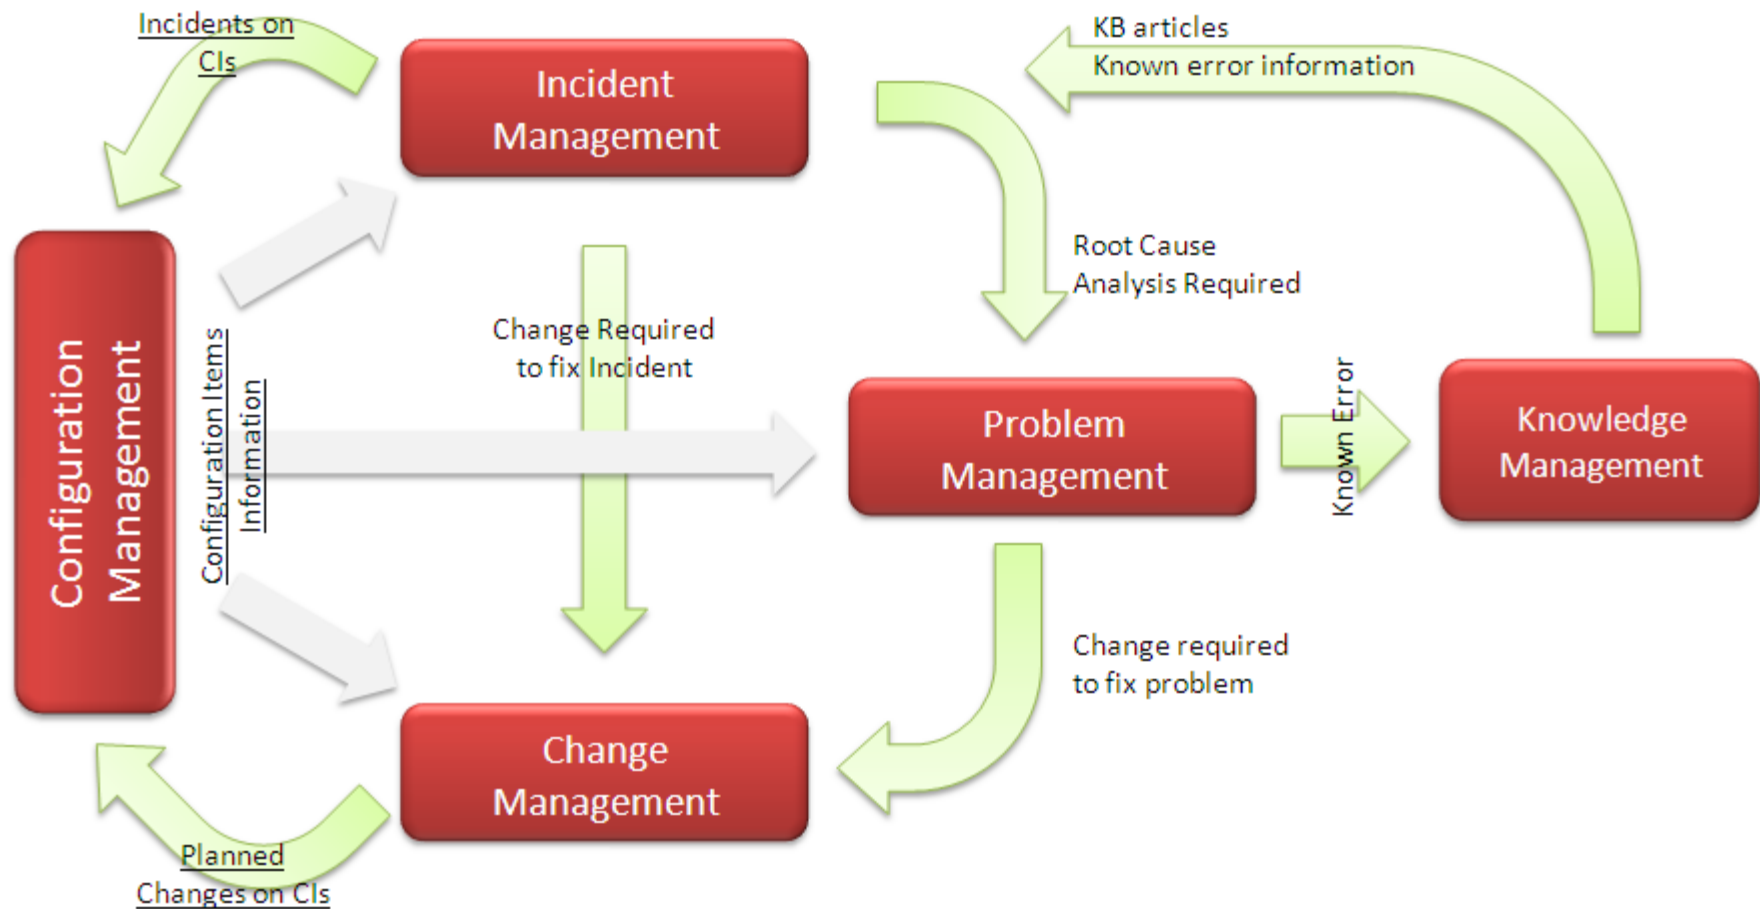 Incidents on
CIs
Incident
Management
KB articles
Known error information
Root Cause
Analysis Required
Change Required
to fix Incident
Configuration
Management
Configuration Items
Information
Problem
Management
Known Error
Knowledge
Management
Change required
to fix problem
Change
Management
Planned
Changes on CIs